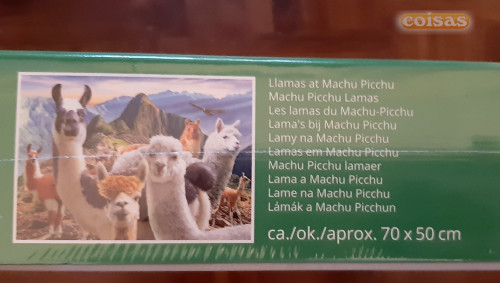 coisas
Llamas at Machu Picchu
Machu Picchu Lamas
Les lamas du Machu-Picchu
Lama's bij Machu Picchu
Lamy na Machu Picchu
Lamas em Machu Picchu
Machu Picchu lamaer
Lama a Machu Picchu
Lame na Machu Picchu
Lámák a Machu Picchun
ca./ok./aprox. 70 x 50 cm